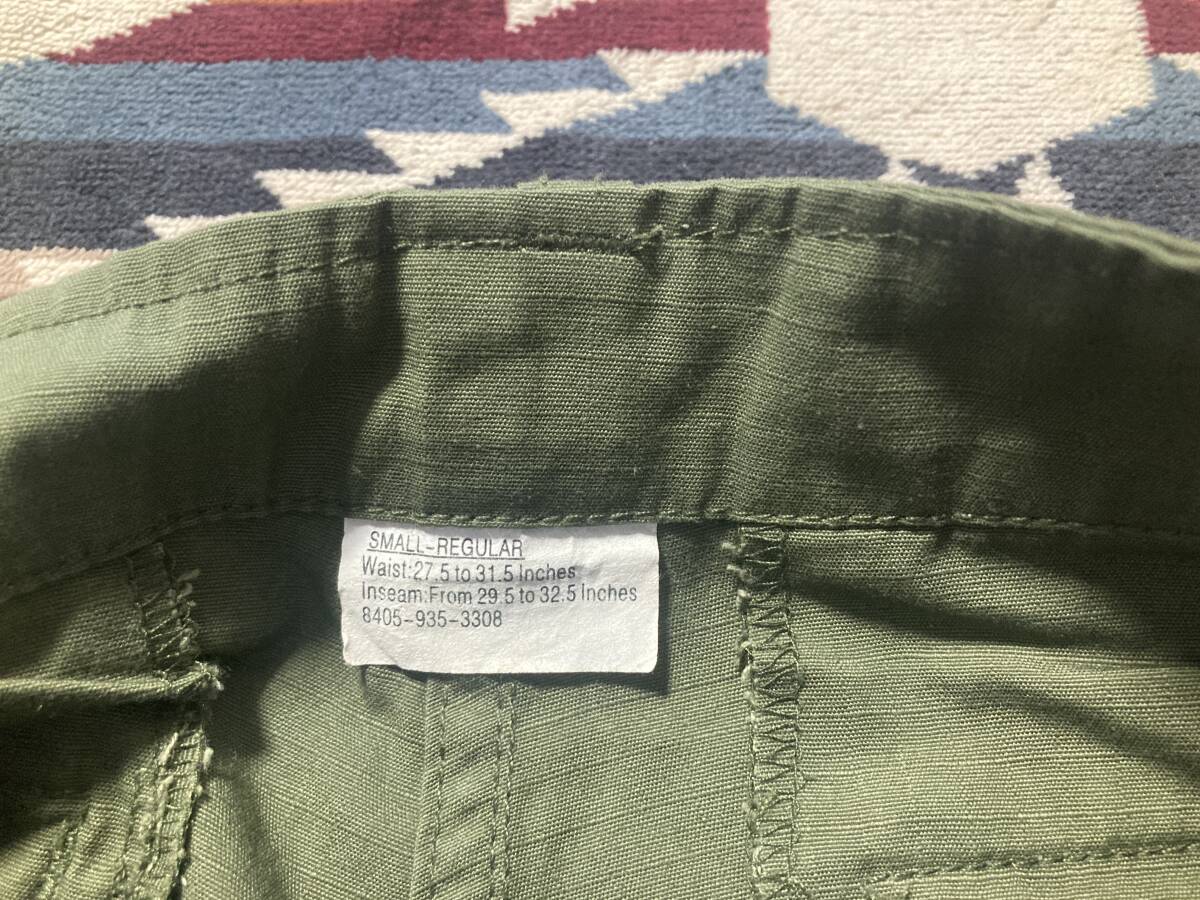 SMALL-REGULAR
Waist:27.5 to 31.5 Inches
Inseam:From 29.5 to 32.5 Inches
8405-935-3308